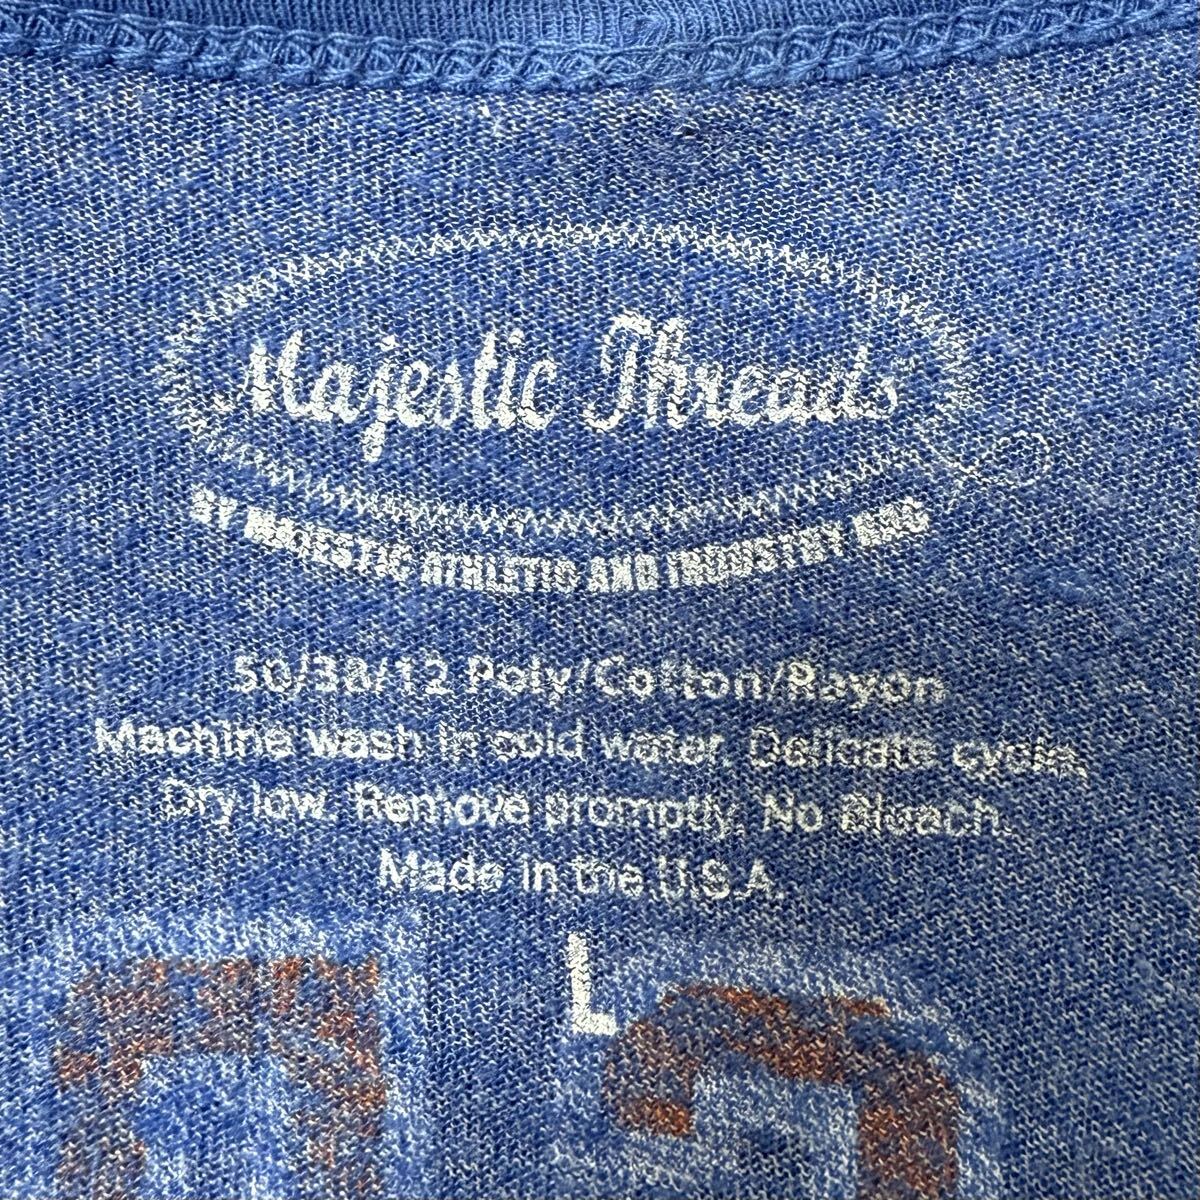 Majestic Threads
BY MAJESTIC ATHLETIC AND INDUSTRY RAG
50/38/12 Poly/Cotton/Rayon
Machine wash in cold water. Delicate cycle,
Dry low. Remove promptly. No Bleach.
Made in the U.S.A.
L